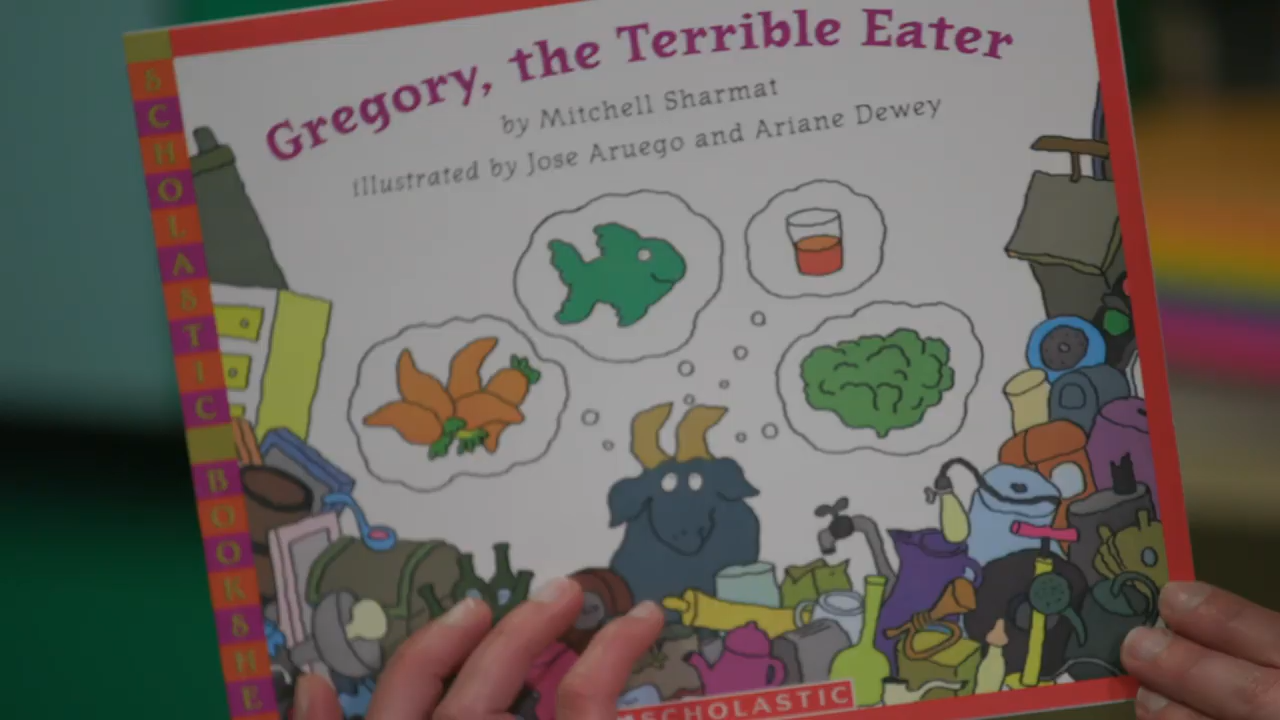 Gregory, the Terrible Eater
by Mitchell Sharmat
illustrated by Jose Aruego and Ariane Dewey
SCHOLASTIC BOOKSHE
SCHOLASTIC